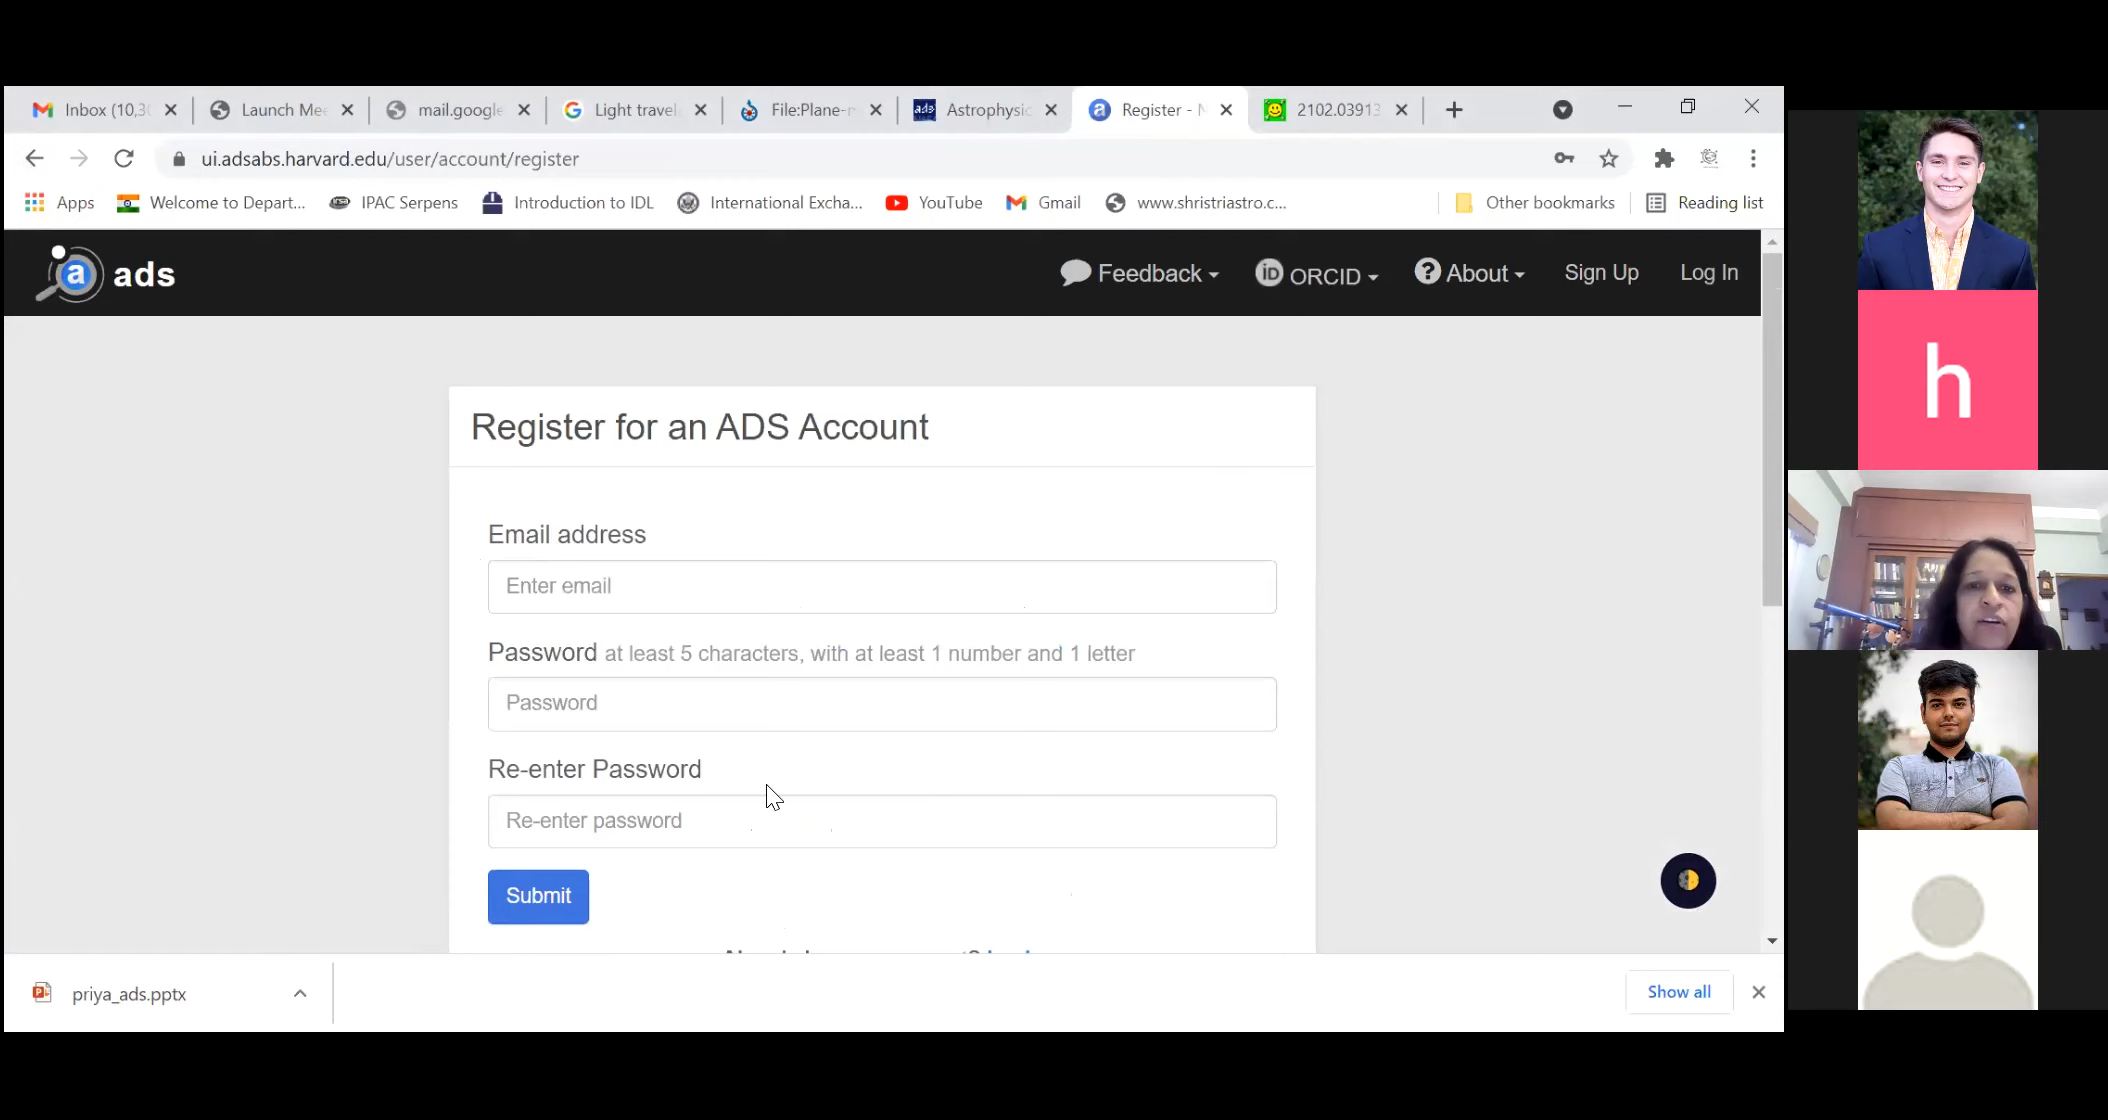 Inbox (10,3
Launch Me
mail.google
Light travel
File:Plane-
Astrophysic
Register - N
2102.03913
ui.adsabs.harvard.edu/user/account/register
Apps
Welcome to Depart...
IPAC Serpens
Introduction to IDL
International Excha...
YouTube
Gmail
www.shristriastro.c...
Other bookmarks
Reading list
a ads
Feedback
iD ORCID
? About
Sign Up
Log In
Register for an ADS Account
Email address
Enter email
Password at least 5 characters, with at least 1 number and 1 letter
Password
Re-enter Password
Re-enter password
Submit
priya_ads.pptx
Show all
h